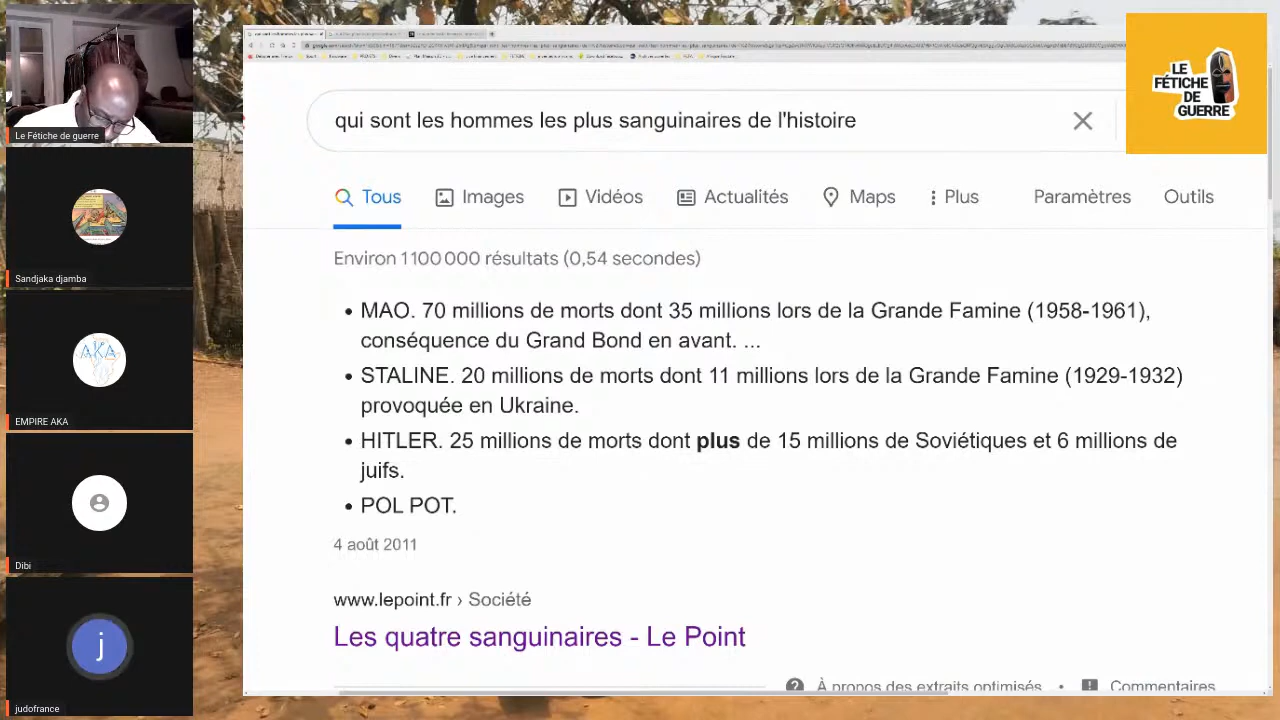 Le Fétiche de guerre
Sandjaka djamba
AKA
EMPIRE AKA
Dibi
j
judofrance
LE
FÉTICHE
DE
GUERRE
qui sont les hommes les plus sanguinaires de l'histoire
Tous Images Vidéos Actualités Maps Plus Paramètres Outils
Environ 1 100 000 résultats (0,54 secondes)
• MAO. 70 millions de morts dont 35 millions lors de la Grande Famine (1958-1961),
conséquence du Grand Bond en avant. ...
• STALINE. 20 millions de morts dont 11 millions lors de la Grande Famine (1929-1932)
provoquée en Ukraine.
• HITLER. 25 millions de morts dont plus de 15 millions de Soviétiques et 6 millions de
juifs.
• POL POT.
4 août 2011
www.lepoint.fr › Société
Les quatre sanguinaires - Le Point
À propos des extraits optimisés • Commentaires